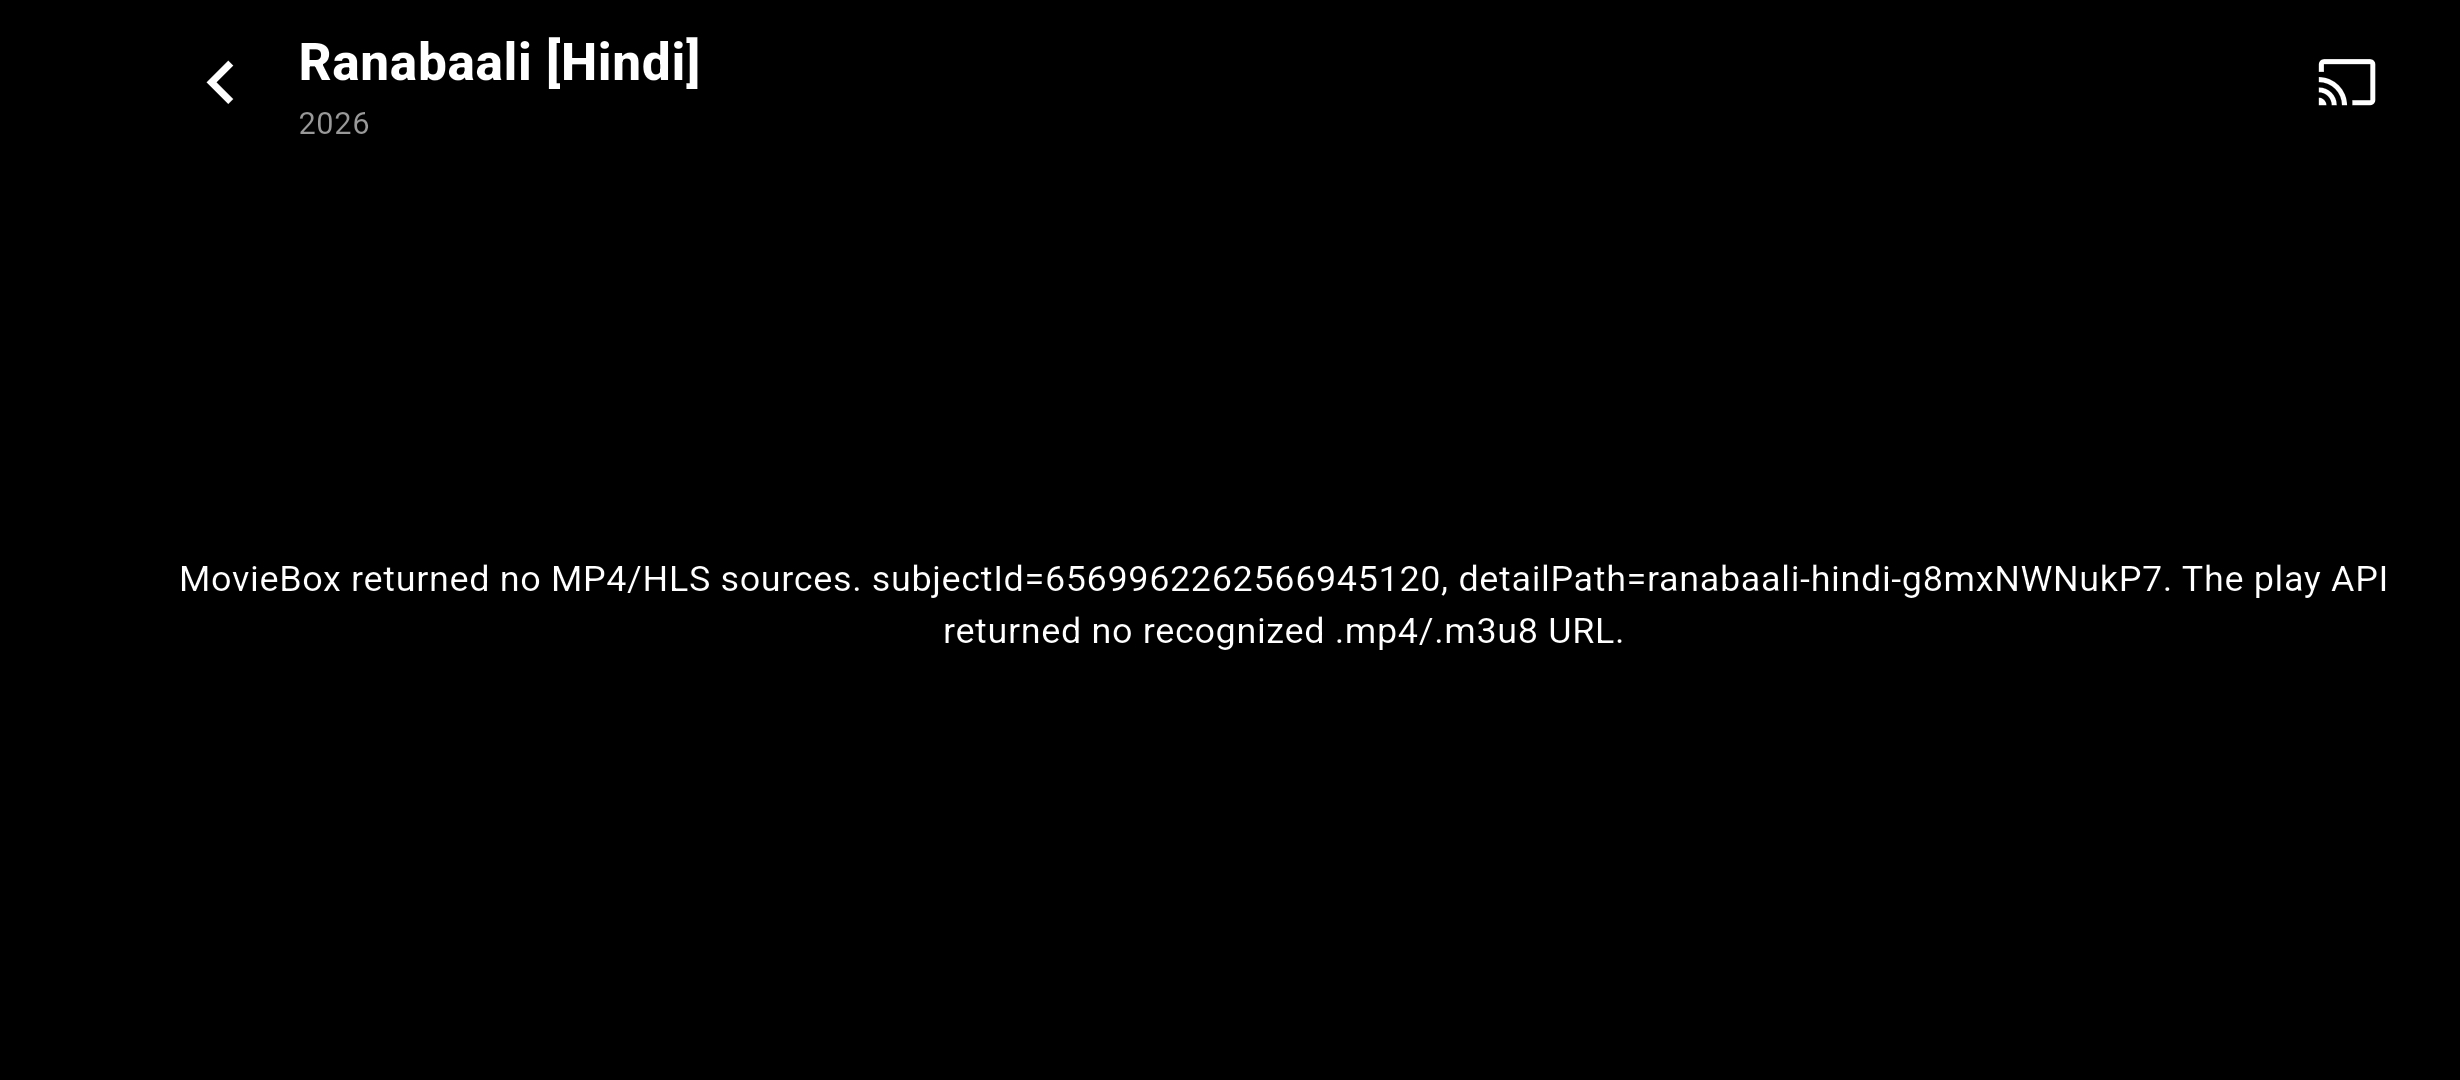 Ranabaali [Hindi]
2026
MovieBox returned no MP4/HLS sources. subjectId=6569962262566945120, detailPath=ranabaali-hindi-g8mxNWNukP7. The play API
returned no recognized .mp4/.m3u8 URL.